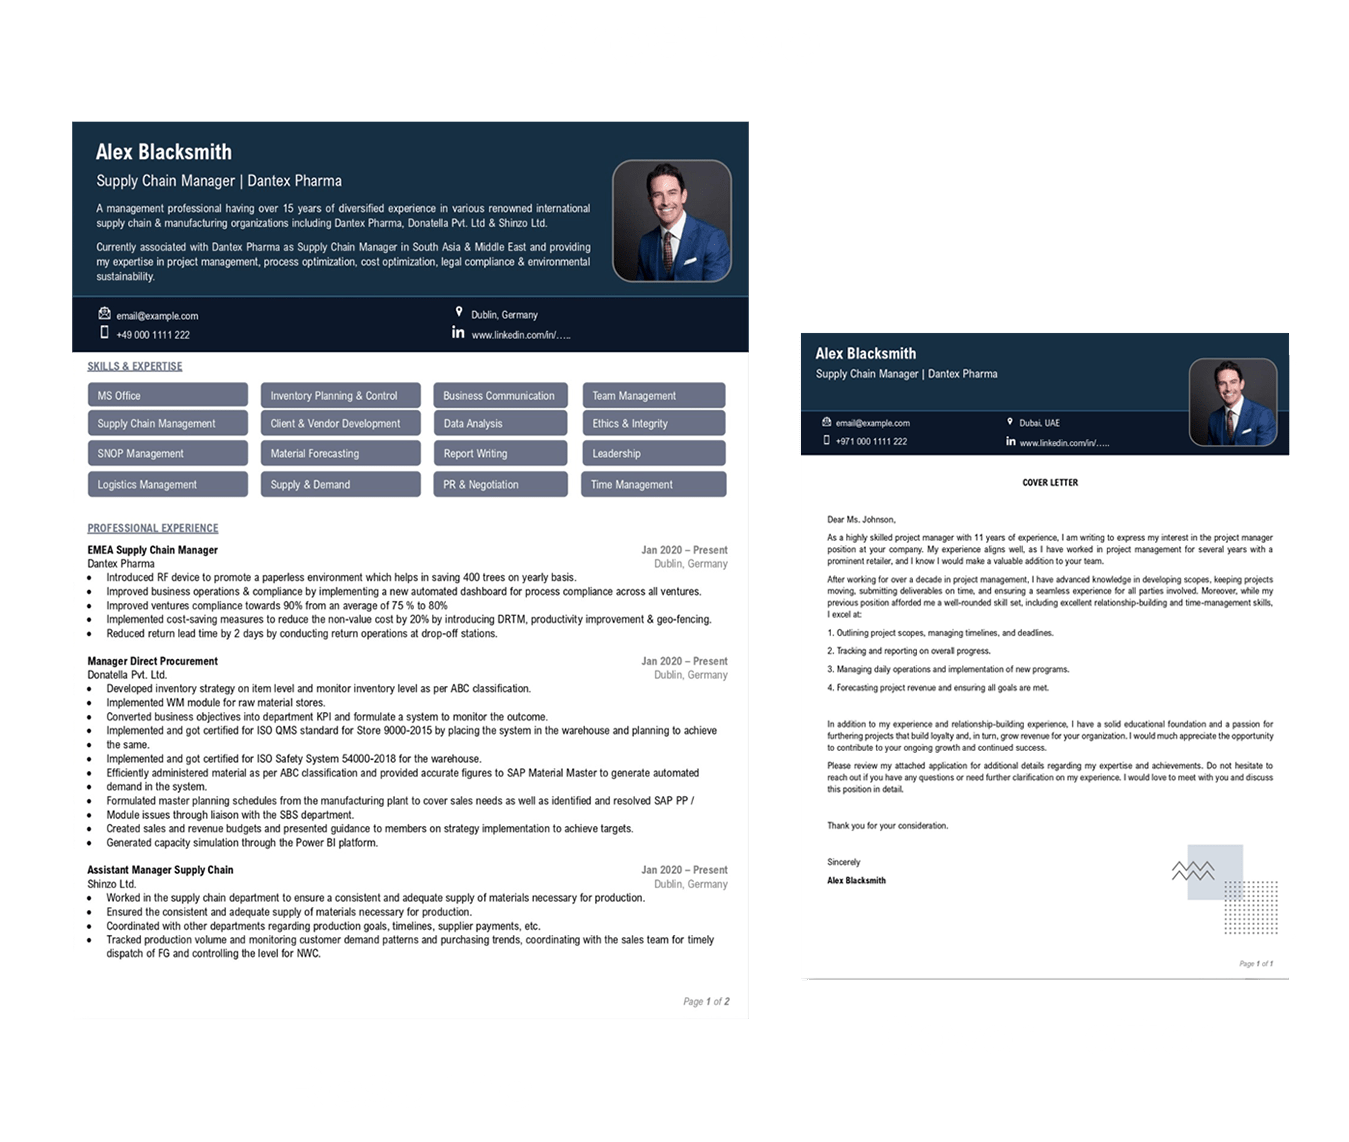 Alex Blacksmith
Supply Chain Manager | Dantex Pharma
A management professional having over 15 years of diversified experience in various renowned international
supply chain & manufacturing organizations including Dantex Pharma, Donatella Pvt. Ltd & Shinzo Ltd.
Currently associated with Dantex Pharma as Supply Chain Manager in South Asia & Middle East and providing
my expertise in project management, process optimization, cost optimization, legal compliance & environmental
sustainability.
email@example.com
Dublin, Germany
+49 000 1111 222
in www.linkedin.com/in/…..
SKILLS & EXPERTISE
MS Office
Inventory Planning & Control
Business Communication
Team Management
Supply Chain Management
Client & Vendor Development
Data Analysis
Ethics & Integrity
SNOP Management
Material Forecasting
Report Writing
Leadership
Logistics Management
Supply & Demand
PR & Negotiation
Time Management
PROFESSIONAL EXPERIENCE
EMEA Supply Chain Manager Jan 2020 – Present
Dantex Pharma Dublin, Germany
• Introduced RF device to promote a paperless environment which helps in saving 400 trees on yearly basis.
• Improved business operations & compliance by implementing a new automated dashboard for process compliance across all ventures.
• Improved ventures compliance towards 90% from an average of 75 % to 80%
• Implemented cost-saving measures to reduce the non-value cost by 20% by introducing DRTM, productivity improvement & geo-fencing.
• Reduced return lead time by 2 days by conducting return operations at drop-off stations.
Manager Direct Procurement Jan 2020 – Present
Donatella Pvt. Ltd. Dublin, Germany
• Developed inventory strategy on item level and monitor inventory level as per ABC classification.
• Implemented WM module for raw material stores.
• Converted business objectives into department KPI and formulate a system to monitor the outcome.
• Implemented and got certified for ISO QMS standard for Store 9000-2015 by placing the system in the warehouse and planning to achieve
• the same.
• Implemented and got certified for ISO Safety System 54000-2018 for the warehouse.
• Efficiently administered material as per ABC classification and provided accurate figures to SAP Material Master to generate automated
• demand in the system.
• Formulated master planning schedules from the manufacturing plant to cover sales needs as well as identified and resolved SAP PP /
• Module issues through liaison with the SBS department.
• Created sales and revenue budgets and presented guidance to members on strategy implementation to achieve targets.
• Generated capacity simulation through the Power BI platform.
Assistant Manager Supply Chain Jan 2020 – Present
Shinzo Ltd. Dublin, Germany
• Worked in the supply chain department to ensure a consistent and adequate supply of materials necessary for production.
• Ensured the consistent and adequate supply of materials necessary for production.
• Coordinated with other departments regarding production goals, timelines, supplier payments, etc.
• Tracked production volume and monitoring customer demand patterns and purchasing trends, coordinating with the sales team for timely
dispatch of FG and controlling the level for NWC.
Page 1 of 2
Alex Blacksmith
Supply Chain Manager | Dantex Pharma
email@example.com
Dubai, UAE
+971 000 1111 222
in www.linkedin.com/in/…..
COVER LETTER
Dear Ms. Johnson,
As a highly skilled project manager with 11 years of experience, I am writing to express my interest in the project manager
position at your company. My experience aligns well, as I have worked in project management for several years with a
prominent retailer, and I know I would make a valuable addition to your team.
After working for over a decade in project management, I have advanced knowledge in developing scopes, keeping projects
moving, submitting deliverables on time, and ensuring a seamless experience for all parties involved. Moreover, while my
previous position afforded me a well-rounded skill set, including excellent relationship-building and time-management skills,
I excel at:
1. Outlining project scopes, managing timelines, and deadlines.
2. Tracking and reporting on overall progress.
3. Managing daily operations and implementation of new programs.
4. Forecasting project revenue and ensuring all goals are met.
In addition to my experience and relationship-building experience, I have a solid educational foundation and a passion for
furthering projects that build loyalty and, in turn, grow revenue for your organization. I would much appreciate the opportunity
to contribute to your ongoing growth and continued success.
Please review my attached application for additional details regarding my expertise and achievements. Do not hesitate to
reach out if you have any questions or need further clarification on my experience. I would love to meet with you and discuss
this position in detail.
Thank you for your consideration.
Sincerely
Alex Blacksmith
Page 1 of 1